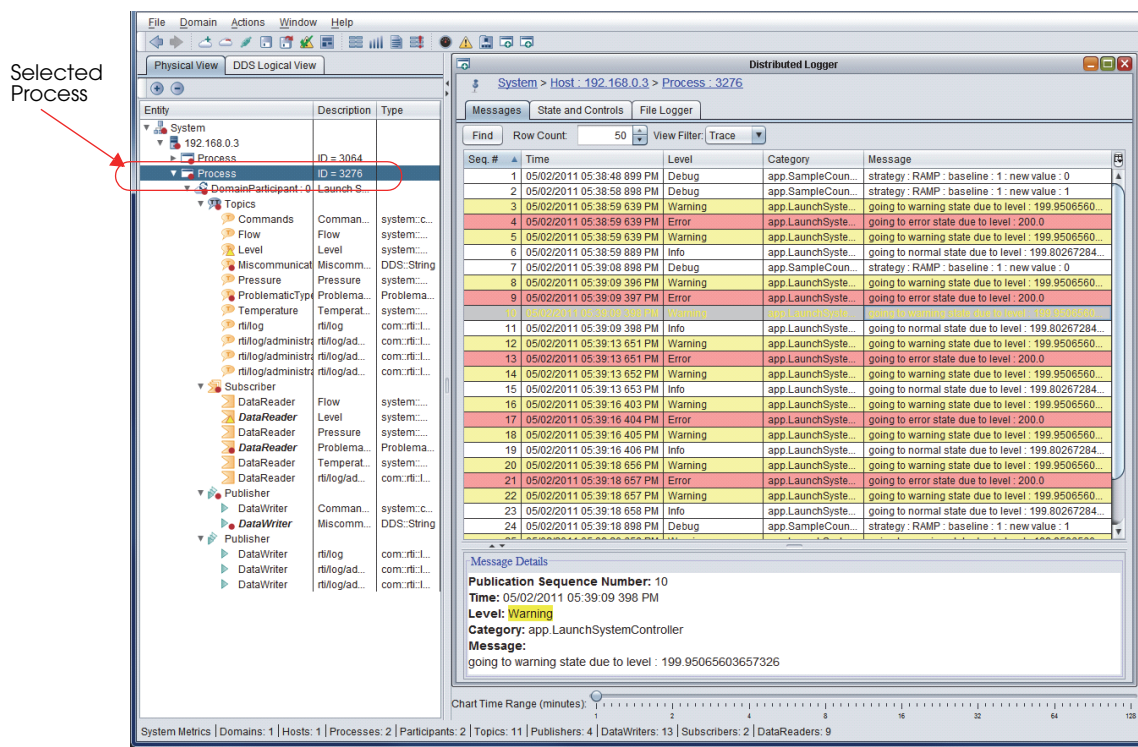 File Domain Actions Window Help
Selected
Process
Physical View DDS Logical View
Entity Description Type
System
192.168.0.3
Process ID = 3064
Process ID = 3276
DomainParticipant : 0 Launch S...
Topics
Commands Comman... system::c...
Flow Flow system::...
Level Level system::...
Miscommunicat Miscomm... DDS::String
Pressure Pressure system::...
ProblematicType Problema... Problema...
Temperature Temperat... system::...
rti/log rti/log com::rti::l...
rti/log/administra rti/log/ad... com::rti::l...
rti/log/administra rti/log/ad... com::rti::l...
Subscriber
DataReader Flow system::...
DataReader Level system::...
DataReader Pressure system::...
DataReader Problema... Problema...
DataReader Temperat... system::...
DataReader rti/log/ad... com::rti::l...
Publisher
DataWriter Comman... system::c...
DataWriter Miscomm... DDS::String
Publisher
DataWriter rti/log com::rti::l...
DataWriter rti/log/ad... com::rti::l...
DataWriter rti/log/ad... com::rti::l...
Distributed Logger
System > Host : 192.168.0.3 > Process : 3276
Messages State and Controls File Logger
Find Row Count: 50 View Filter: Trace
Seq. # Time Level Category Message
1 05/02/2011 05:38:48 899 PM Debug app.SampleCoun... strategy : RAMP : baseline : 1 : new value : 0
2 05/02/2011 05:38:58 898 PM Debug app.SampleCoun... strategy : RAMP : baseline : 1 : new value : 1
3 05/02/2011 05:38:59 639 PM Warning app.LaunchSyste... going to warning state due to level : 199.9506560...
4 05/02/2011 05:38:59 639 PM Error app.LaunchSyste... going to error state due to level : 200.0
5 05/02/2011 05:38:59 639 PM Warning app.LaunchSyste... going to warning state due to level : 199.9506560...
6 05/02/2011 05:38:59 889 PM Info app.LaunchSyste... going to normal state due to level : 199.80267284...
7 05/02/2011 05:39:08 898 PM Debug app.SampleCoun... strategy : RAMP : baseline : 1 : new value : 0
8 05/02/2011 05:39:09 396 PM Warning app.LaunchSyste... going to warning state due to level : 199.9506560...
9 05/02/2011 05:39:09 397 PM Error app.LaunchSyste... going to error state due to level : 200.0
10 05/02/2011 05:39:09 398 PM Warning app.LaunchSyste... going to warning state due to level : 199.9506560...
11 05/02/2011 05:39:09 398 PM Info app.LaunchSyste... going to normal state due to level : 199.80267284...
12 05/02/2011 05:39:13 651 PM Warning app.LaunchSyste... going to warning state due to level : 199.9506560...
13 05/02/2011 05:39:13 651 PM Error app.LaunchSyste... going to error state due to level : 200.0
14 05/02/2011 05:39:13 652 PM Warning app.LaunchSyste... going to warning state due to level : 199.9506560...
15 05/02/2011 05:39:13 653 PM Info app.LaunchSyste... going to normal state due to level : 199.80267284...
16 05/02/2011 05:39:16 403 PM Warning app.LaunchSyste... going to warning state due to level : 199.9506560...
17 05/02/2011 05:39:16 404 PM Error app.LaunchSyste... going to error state due to level : 200.0
18 05/02/2011 05:39:16 405 PM Warning app.LaunchSyste... going to warning state due to level : 199.9506560...
19 05/02/2011 05:39:16 406 PM Info app.LaunchSyste... going to normal state due to level : 199.80267284...
20 05/02/2011 05:39:18 656 PM Warning app.LaunchSyste... going to warning state due to level : 199.9506560...
21 05/02/2011 05:39:18 657 PM Error app.LaunchSyste... going to error state due to level : 200.0
22 05/02/2011 05:39:18 657 PM Warning app.LaunchSyste... going to warning state due to level : 199.9506560...
23 05/02/2011 05:39:18 658 PM Info app.LaunchSyste... going to normal state due to level : 199.80267284...
24 05/02/2011 05:39:18 898 PM Debug app.SampleCoun... strategy : RAMP : baseline : 1 : new value : 1
Message Details
Publication Sequence Number: 10
Time: 05/02/2011 05:39:09 398 PM
Level: Warning
Category: app.LaunchSystemController
Message:
going to warning state due to level : 199.95065603657326
Chart Time Range (minutes):
1 2 4 8 16 32 64 128
System Metrics | Domains: 1 | Hosts: 1 | Processes: 2 | Participants: 2 | Topics: 11 | Publishers: 4 | DataWriters: 13 | Subscribers: 2 | DataReaders: 9